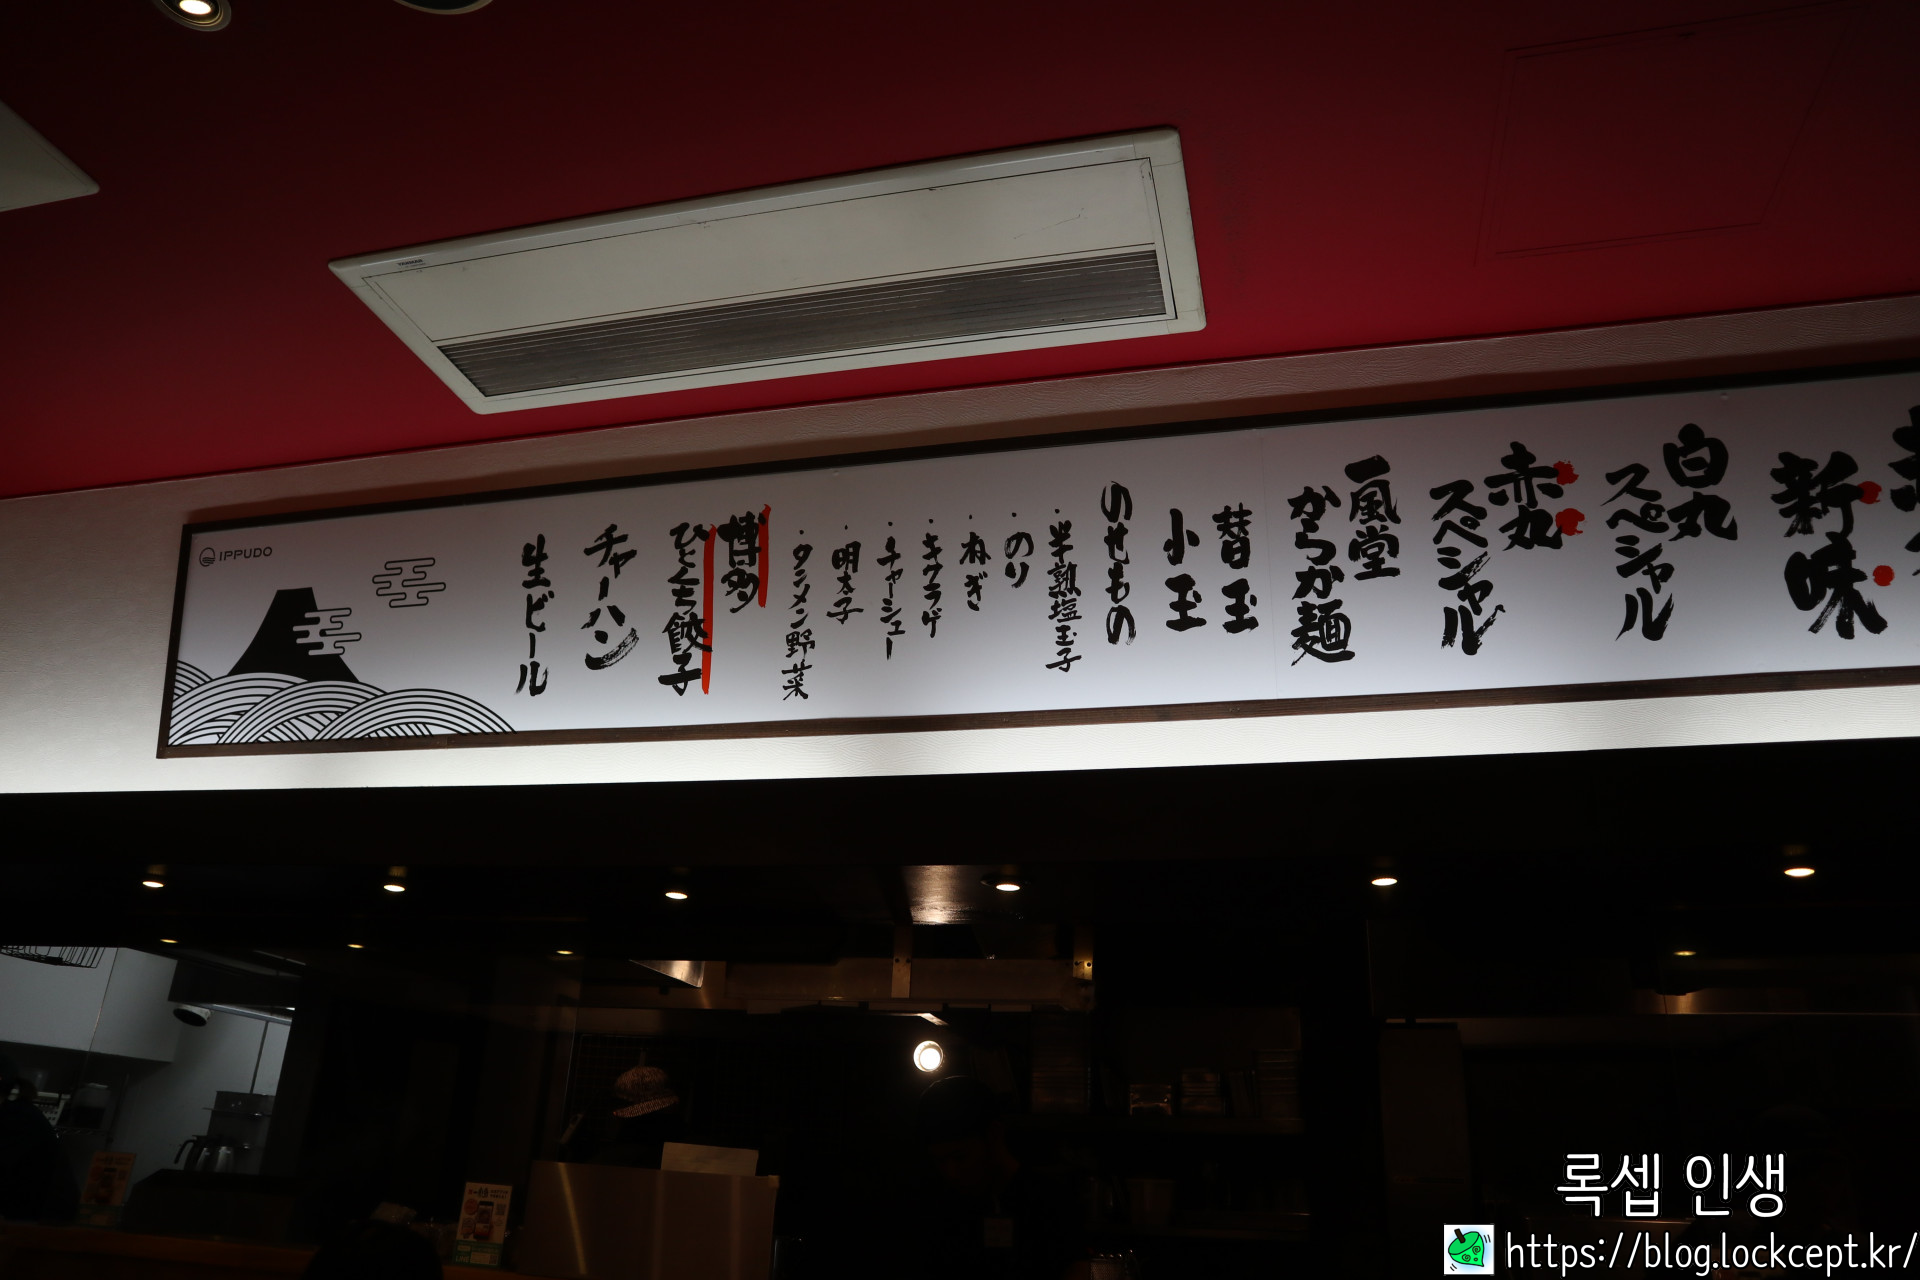 新味
白丸
スペシャル
赤丸
スペシャル
一風堂
からか麺
替玉
小玉
のせもの
・半熟塩玉子
・のり
・ねぎ
・キクラゲ
・チャーシュー
・明太子
・タンメン野菜
博多
ひとくち餃子
チャーハン
生ビール
IPPUDO
록셉 인생
https://blog.lockcept.kr/